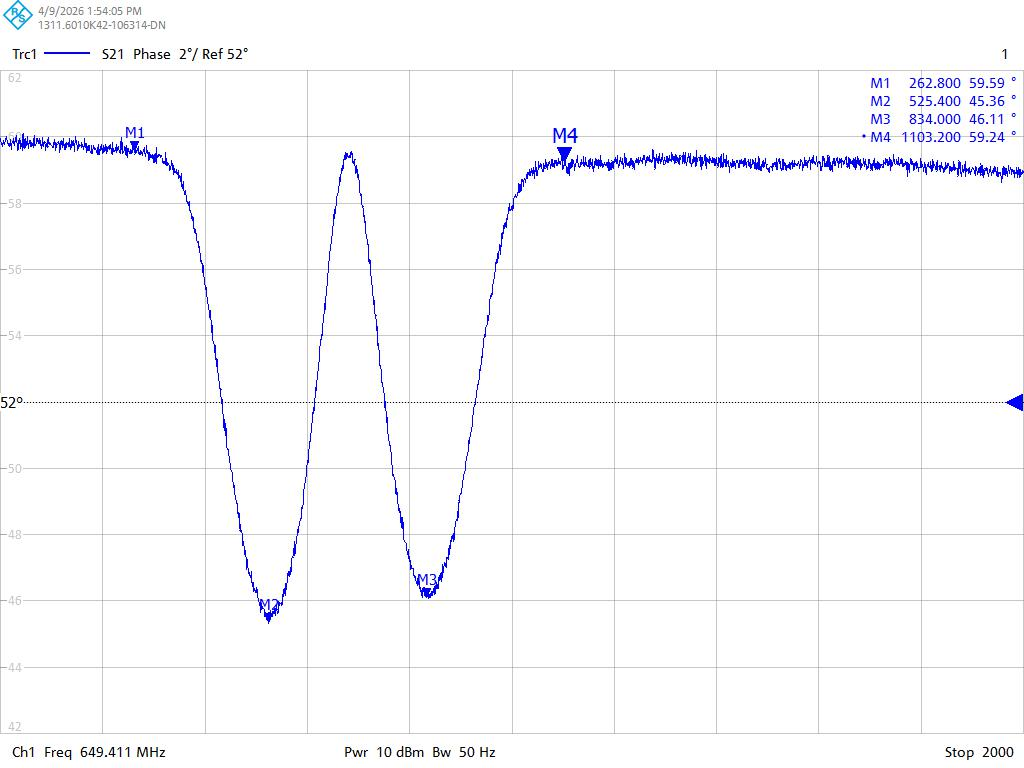 R&S
4/9/2026 1:54:05 PM
1311.6010K42-106314-DN
Trc1 S21 Phase 2°/ Ref 52° 1
62
M1 262.800 59.59 °
M2 525.400 45.36 °
M3 834.000 46.11 °
• M4 1103.200 59.24 °
60
M1
M4
58
56
54
52°
50
48
M3
46
M2
44
42
Ch1 Freq 649.411 MHz Pwr 10 dBm Bw 50 Hz Stop 2000